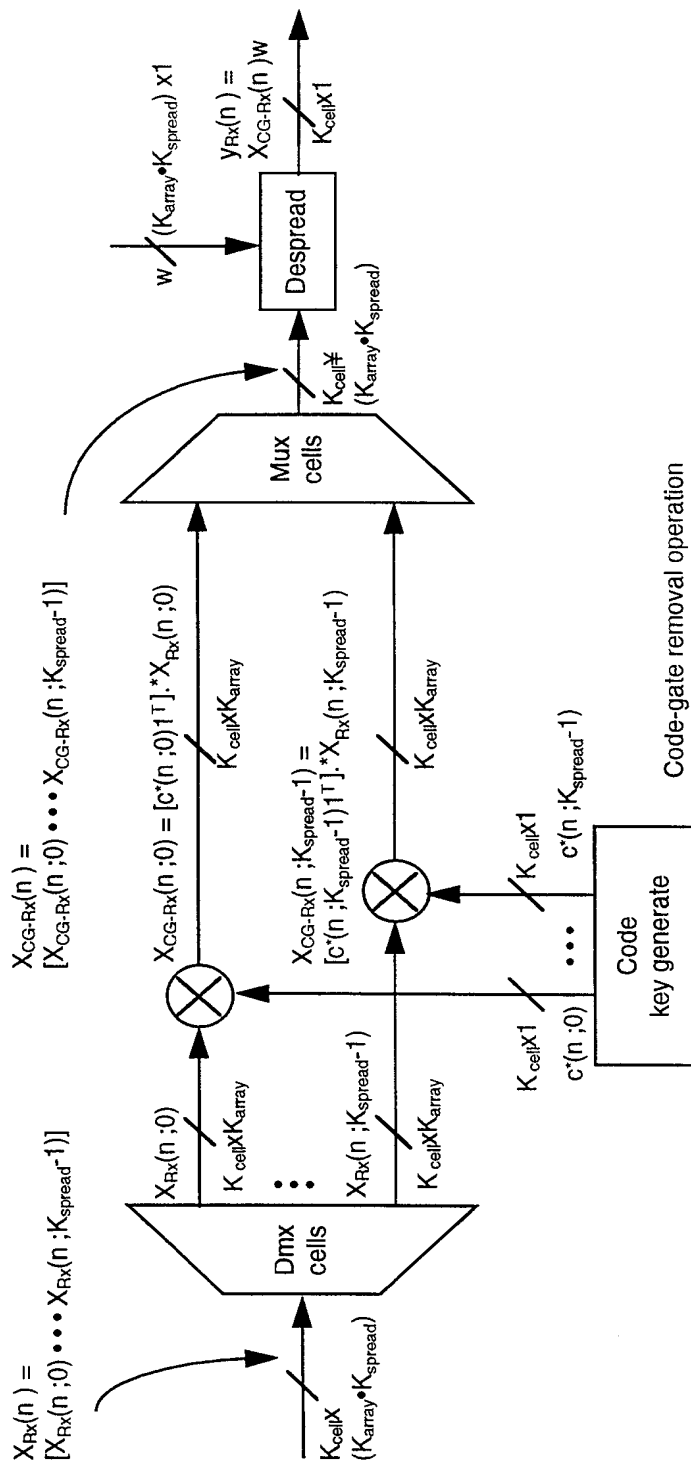 X_Rx(n) =
[X_Rx(n ;0) ••• X_Rx(n ;K_spread-1)]
K_cell x
(K_array•K_spread)
Dmx
cells
X_Rx(n ;0)
K_cell x K_array
•••
X_Rx(n ;K_spread-1)
K_cell x K_array
X_CG-Rx(n) =
[X_CG-Rx(n ;0) ••• X_CG-Rx(n ;K_spread-1)]
X_CG-Rx(n ;0) = [c*(n ;0)1^T].*X_Rx(n ;0)
K_cell x K_array
X_CG-Rx(n ;K_spread-1) =
[c*(n ;K_spread-1)1^T].*X_Rx(n ;K_spread-1)
K_cell x K_array
K_cell x1
c*(n ;0)
•••
K_cell x1
c*(n ;K_spread-1)
Code
key generate
Mux
cells
K_cell ¥
(K_array•K_spread)
w
(K_array•K_spread) x1
Despread
y_Rx(n) =
X_CG-Rx(n )w
K_cell x1
Code-gate removal operation